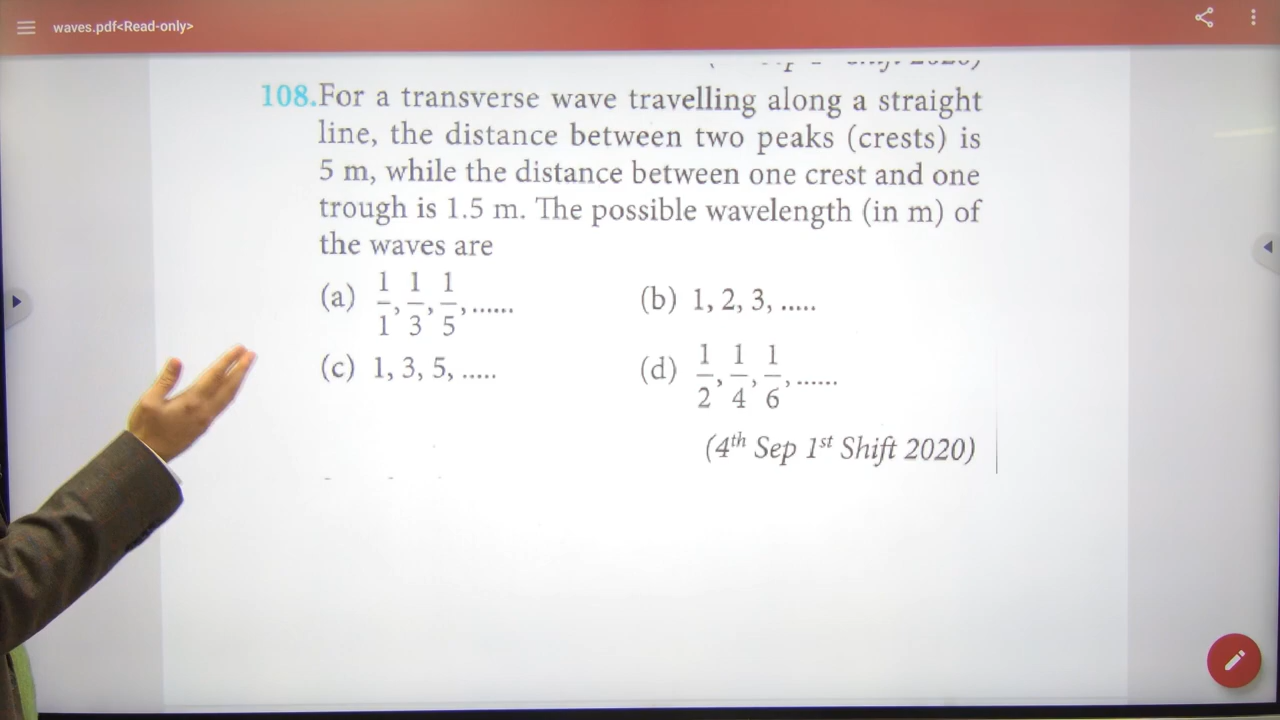 waves.pdf<Read-only>
108.For a transverse wave travelling along a straight
line, the distance between two peaks (crests) is
5 m, while the distance between one crest and one
trough is 1.5 m. The possible wavelength (in m) of
the waves are
(a) 1/1, 1/3, 1/5, ...... (b) 1, 2, 3, .....
(c) 1, 3, 5, ..... (d) 1/2, 1/4, 1/6, ......
(4th Sep 1st Shift 2020)